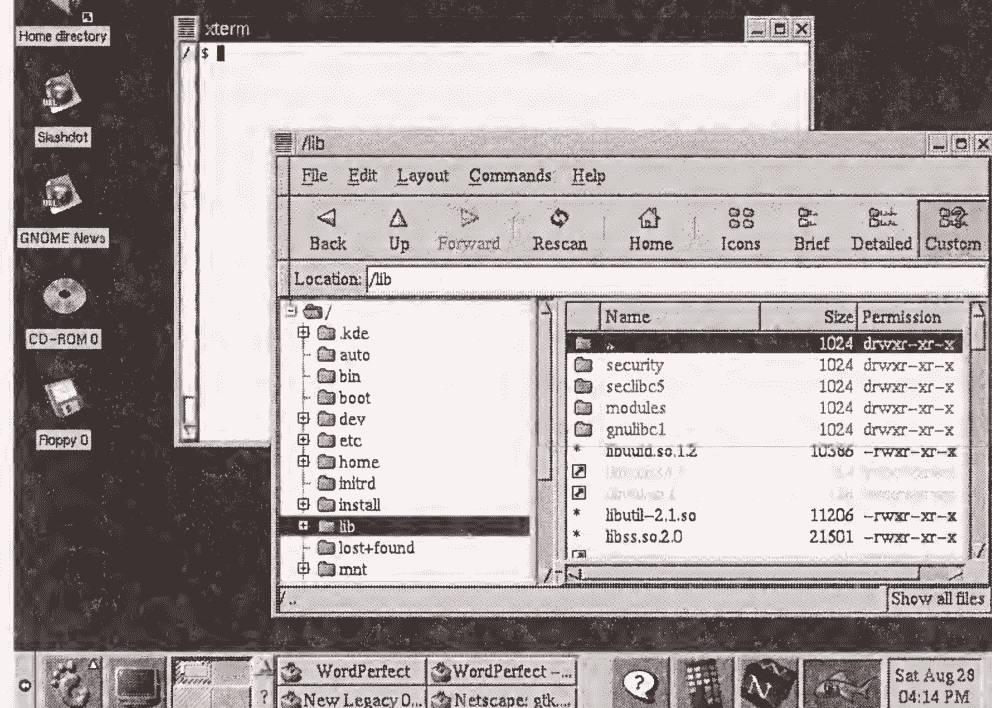 Home directory
Slashdot
GNOME News
CD-ROM 0
Floppy 0
xterm
/ $
/lib
File Edit Layout Commands Help
Back Up Forward Rescan Home Icons Brief Detailed Custom
Location: /lib
/
.kde
auto
bin
boot
dev
etc
home
initrd
install
lib
lost+found
mnt
Name Size Permission
.. 1024 drwxr-xr-x
security 1024 drwxr-xr-x
seclibc5 1024 drwxr-xr-x
modules 1024 drwxr-xr-x
gnulibc1 1024 drwxr-xr-x
* libuuid.so.1.2 10386 -rwxr-xr-x
* libutil-2.1.so 11206 -rwxr-xr-x
* libss.so.2.0 21501 -rwxr-xr-x
/..
Show all files
WordPerfect WordPerfect -...
New Legacy O... Netscape: gtk...
?
?
N
Sat Aug 28
04:14 PM